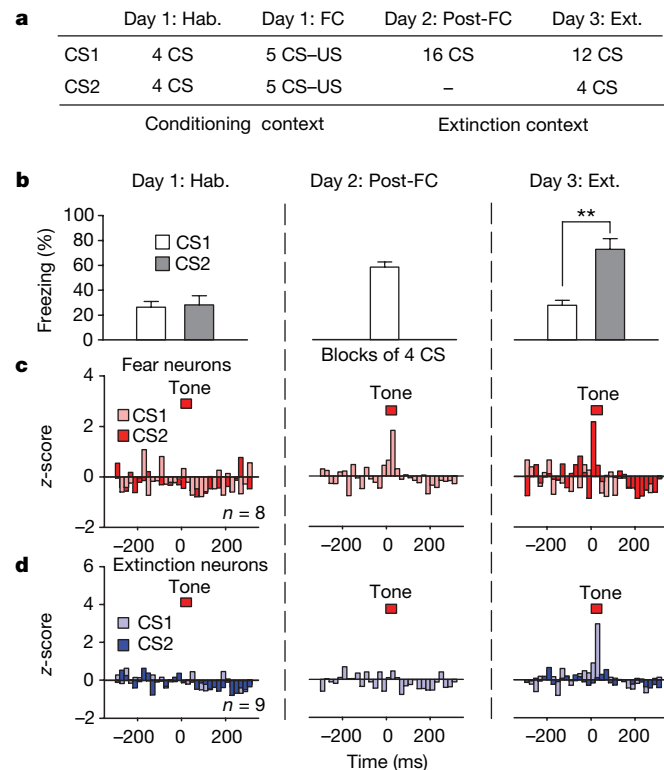 a
Day 1: Hab. Day 1: FC Day 2: Post-FC Day 3: Ext.
CS1 4 CS 5 CS–US 16 CS 12 CS
CS2 4 CS 5 CS–US – 4 CS
Conditioning context Extinction context
b Day 1: Hab. Day 2: Post-FC Day 3: Ext.
Freezing (%)
100
80
60
40
20
0
CS1
CS2
**
Blocks of 4 CS
c Fear neurons
z-score
4
2
0
−2
Tone Tone Tone
CS1
CS2
n = 8
−200 0 200 −200 0 200 −200 0 200
d Extinction neurons
z-score
6
4
2
0
−2
Tone Tone Tone
CS1
CS2
n = 9
−200 0 200 −200 0 200 −200 0 200
Time (ms)